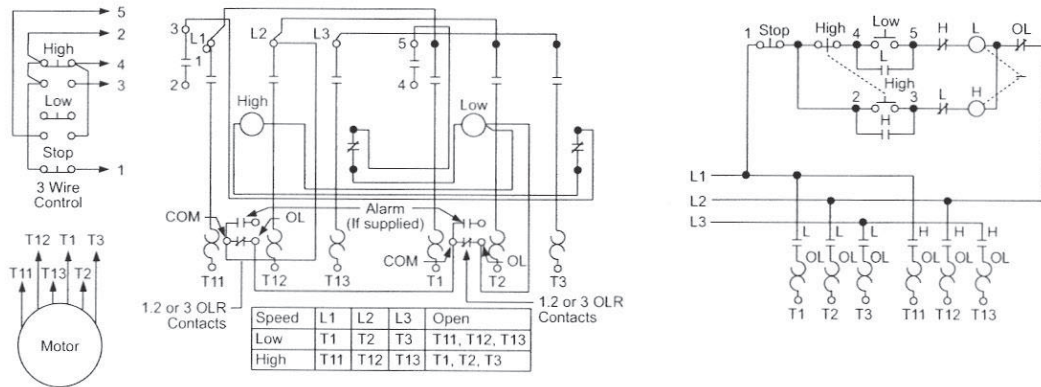 5
2
High
4
3
Low
Stop
1
3 Wire
Control
T12 T1 T3
T11 T13 T2
Motor
3 L1 L2 L3 5
1
2 4
High Low
COM OL Alarm
(If supplied)
COM OL
T11 T12 T13 T1 T2 T3
1.2 or 3 OLR
Contacts
1.2 or 3 OLR
Contacts
Speed L1 L2 L3 Open
Low T1 T2 T3 T11, T12, T13
High T11 T12 T13 T1, T2, T3
1 Stop High 4 Low 5 H L OL
L
High
2 3 L H
H
L1
L2
L3
L L L H H H
OL OL OL OL
T1 T2 T3 T11 T12 T13